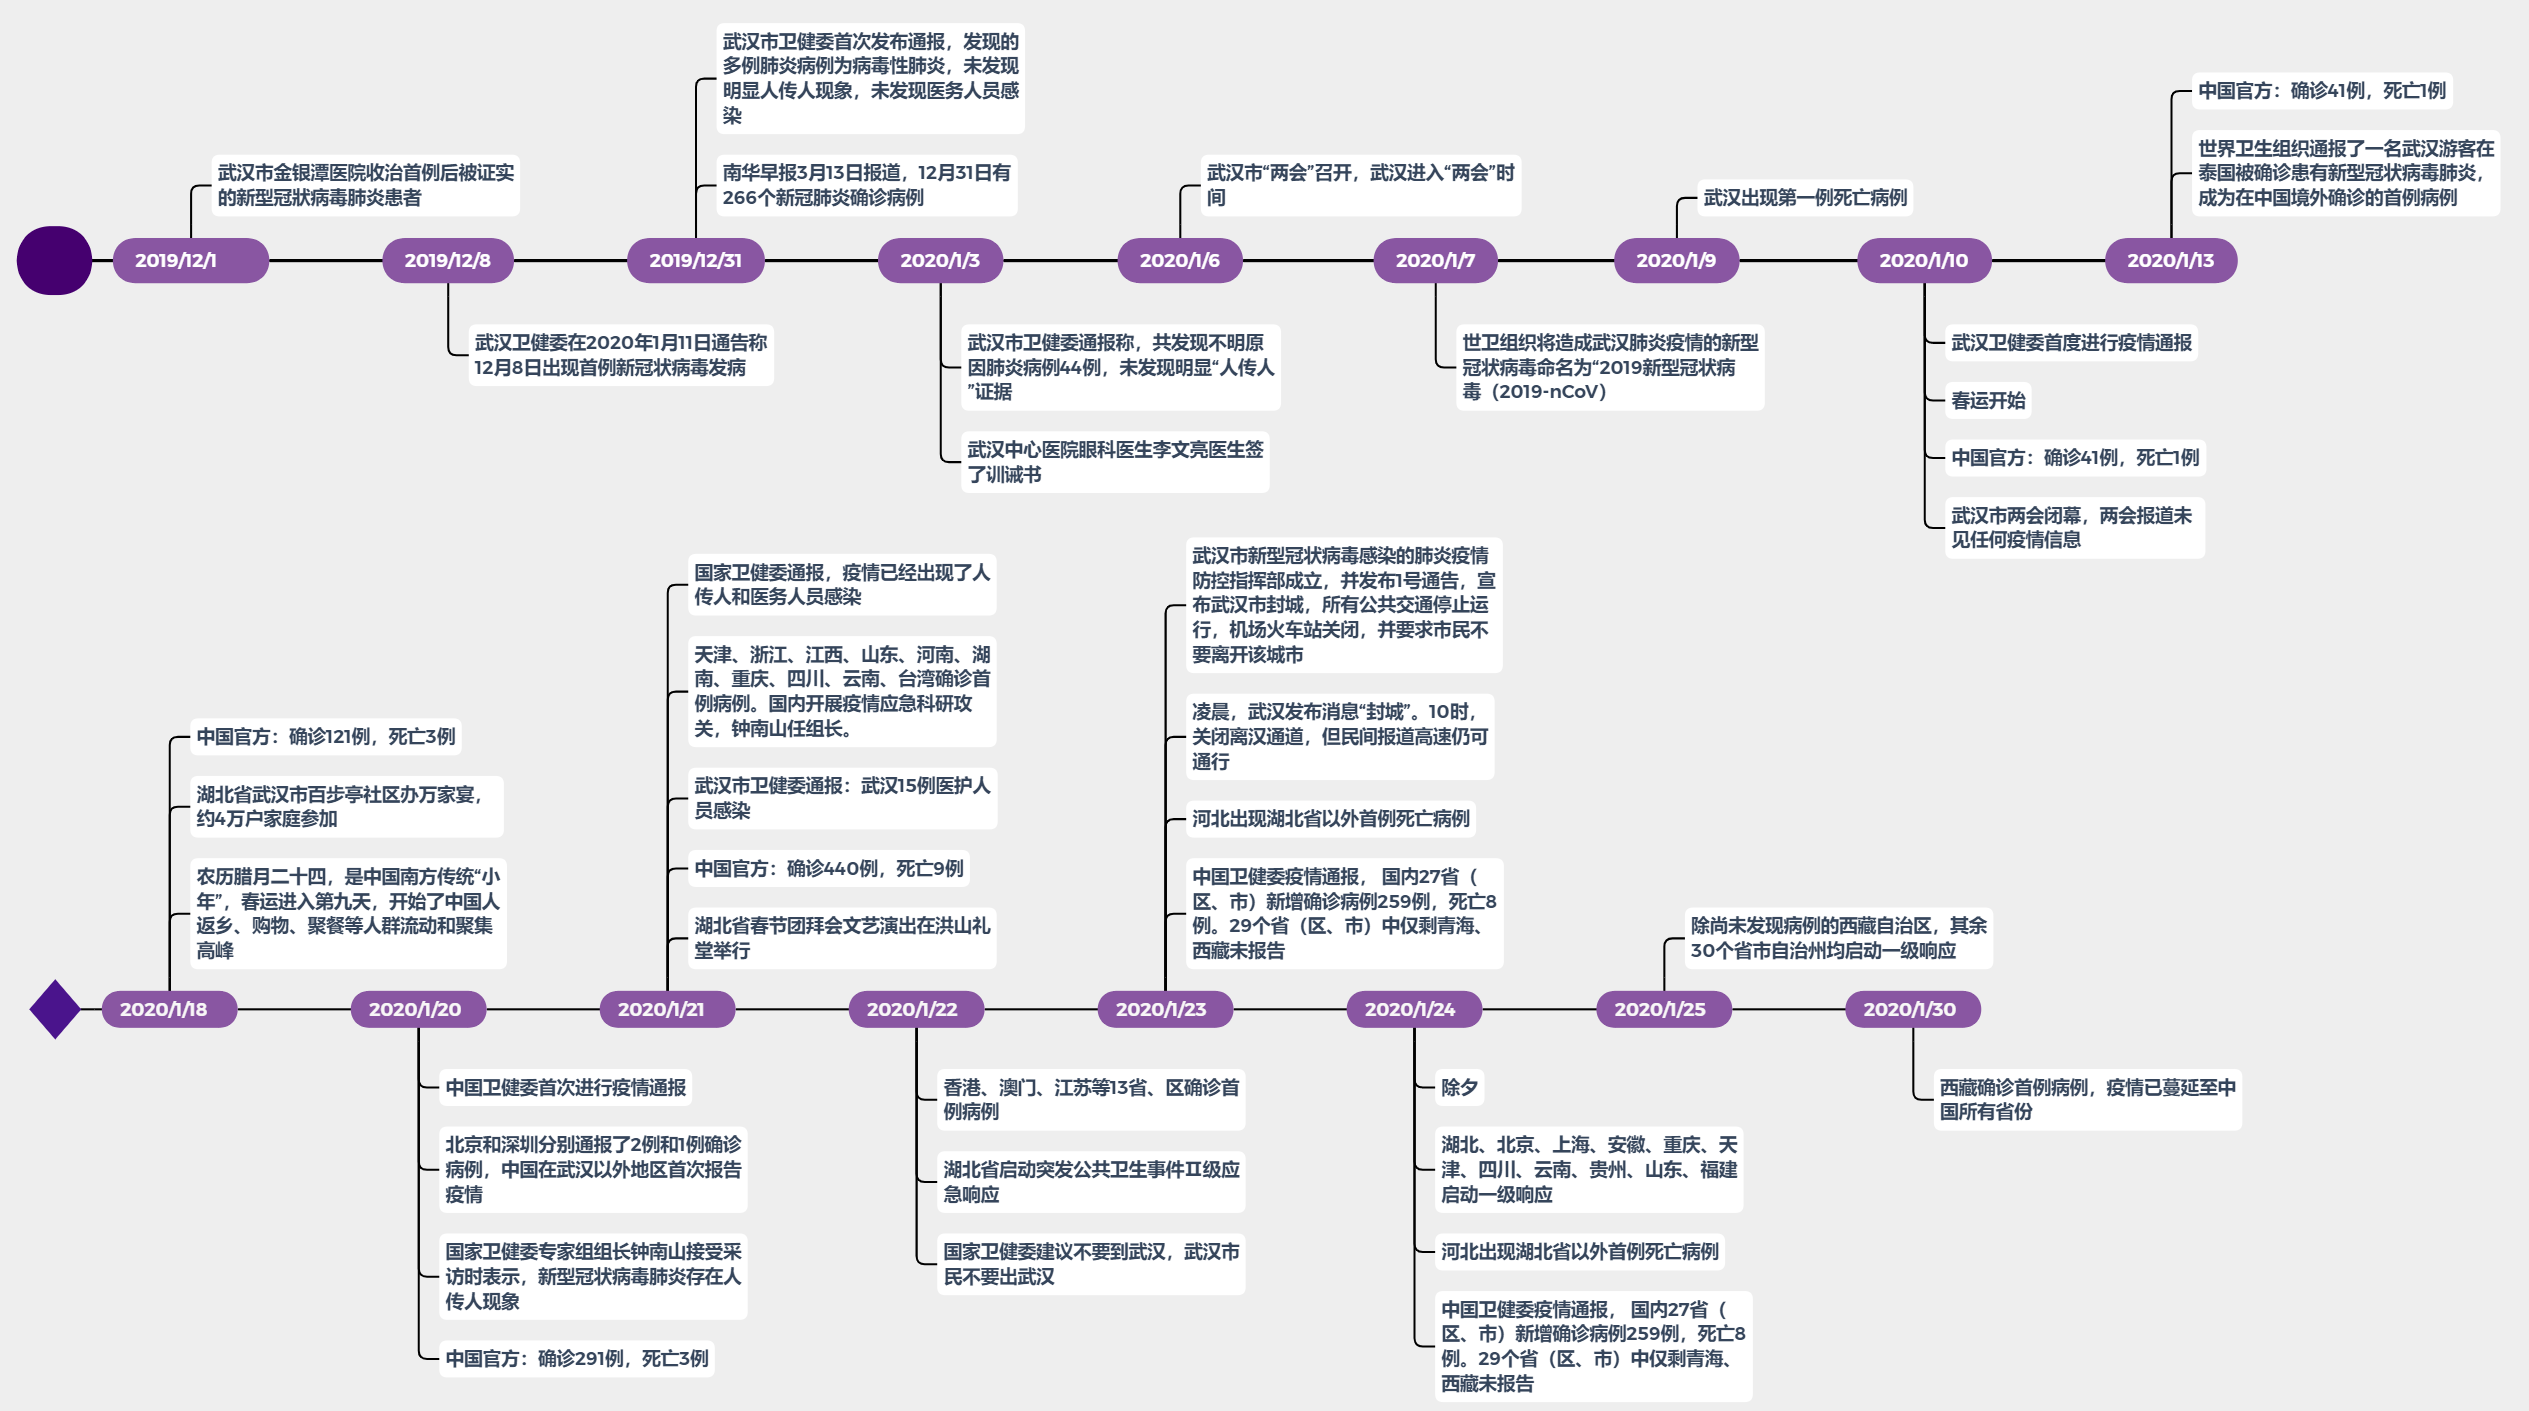 2019/12/1
武汉市金银潭医院收治首例后被证实
的新型冠狀病毒肺炎患者
2019/12/8
武汉卫健委在2020年1月11日通告称
12月8日出现首例新冠状病毒发病
2019/12/31
武汉市卫健委首次发布通报，发现的
多例肺炎病例为病毒性肺炎，未发现
明显人传人现象，未发现医务人员感
染
南华早报3月13日报道，12月31日有
266个新冠肺炎确诊病例
2020/1/3
武汉市卫健委通报称，共发现不明原
因肺炎病例44例，未发现明显“人传人
”证据
武汉中心医院眼科医生李文亮医生签
了训诫书
2020/1/6
武汉市“两会”召开，武汉进入“两会”时
间
2020/1/7
世卫组织将造成武汉肺炎疫情的新型
冠状病毒命名为“2019新型冠状病
毒（2019-nCoV）
2020/1/9
武汉出现第一例死亡病例
2020/1/10
武汉卫健委首度进行疫情通报
春运开始
中国官方：确诊41例，死亡1例
武汉市两会闭幕，两会报道未
见任何疫情信息
2020/1/13
中国官方：确诊41例，死亡1例
世界卫生组织通报了一名武汉游客在
泰国被确诊患有新型冠状病毒肺炎，
成为在中国境外确诊的首例病例
2020/1/18
中国官方：确诊121例，死亡3例
湖北省武汉市百步亭社区办万家宴，
约4万户家庭参加
农历腊月二十四，是中国南方传统“小
年”，春运进入第九天，开始了中国人
返乡、购物、聚餐等人群流动和聚集
高峰
2020/1/20
中国卫健委首次进行疫情通报
北京和深圳分别通报了2例和1例确诊
病例，中国在武汉以外地区首次报告
疫情
国家卫健委专家组组长钟南山接受采
访时表示，新型冠状病毒肺炎存在人
传人现象
中国官方：确诊291例，死亡3例
2020/1/21
国家卫健委通报，疫情已经出现了人
传人和医务人员感染
天津、浙江、江西、山东、河南、湖
南、重庆、四川、云南、台湾确诊首
例病例。国内开展疫情应急科研攻
关，钟南山任组长。
武汉市卫健委通报：武汉15例医护人
员感染
中国官方：确诊440例，死亡9例
湖北省春节团拜会文艺演出在洪山礼
堂举行
2020/1/22
香港、澳门、江苏等13省、区确诊首
例病例
湖北省启动突发公共卫生事件Ⅱ级应
急响应
国家卫健委建议不要到武汉，武汉市
民不要出武汉
2020/1/23
武汉市新型冠状病毒感染的肺炎疫情
防控指挥部成立，并发布1号通告，宣
布武汉市封城，所有公共交通停止运
行，机场火车站关闭，并要求市民不
要离开该城市
凌晨，武汉发布消息“封城”。10时，
关闭离汉通道，但民间报道高速仍可
通行
河北出现湖北省以外首例死亡病例
中国卫健委疫情通报， 国内27省（
区、市）新增确诊病例259例，死亡8
例。29个省（区、市）中仅剩青海、
西藏未报告
2020/1/24
除夕
湖北、北京、上海、安徽、重庆、天
津、四川、云南、贵州、山东、福建
启动一级响应
河北出现湖北省以外首例死亡病例
中国卫健委疫情通报， 国内27省（
区、市）新增确诊病例259例，死亡8
例。29个省（区、市）中仅剩青海、
西藏未报告
2020/1/25
除尚未发现病例的西藏自治区，其余
30个省市自治州均启动一级响应
2020/1/30
西藏确诊首例病例，疫情已蔓延至中
国所有省份